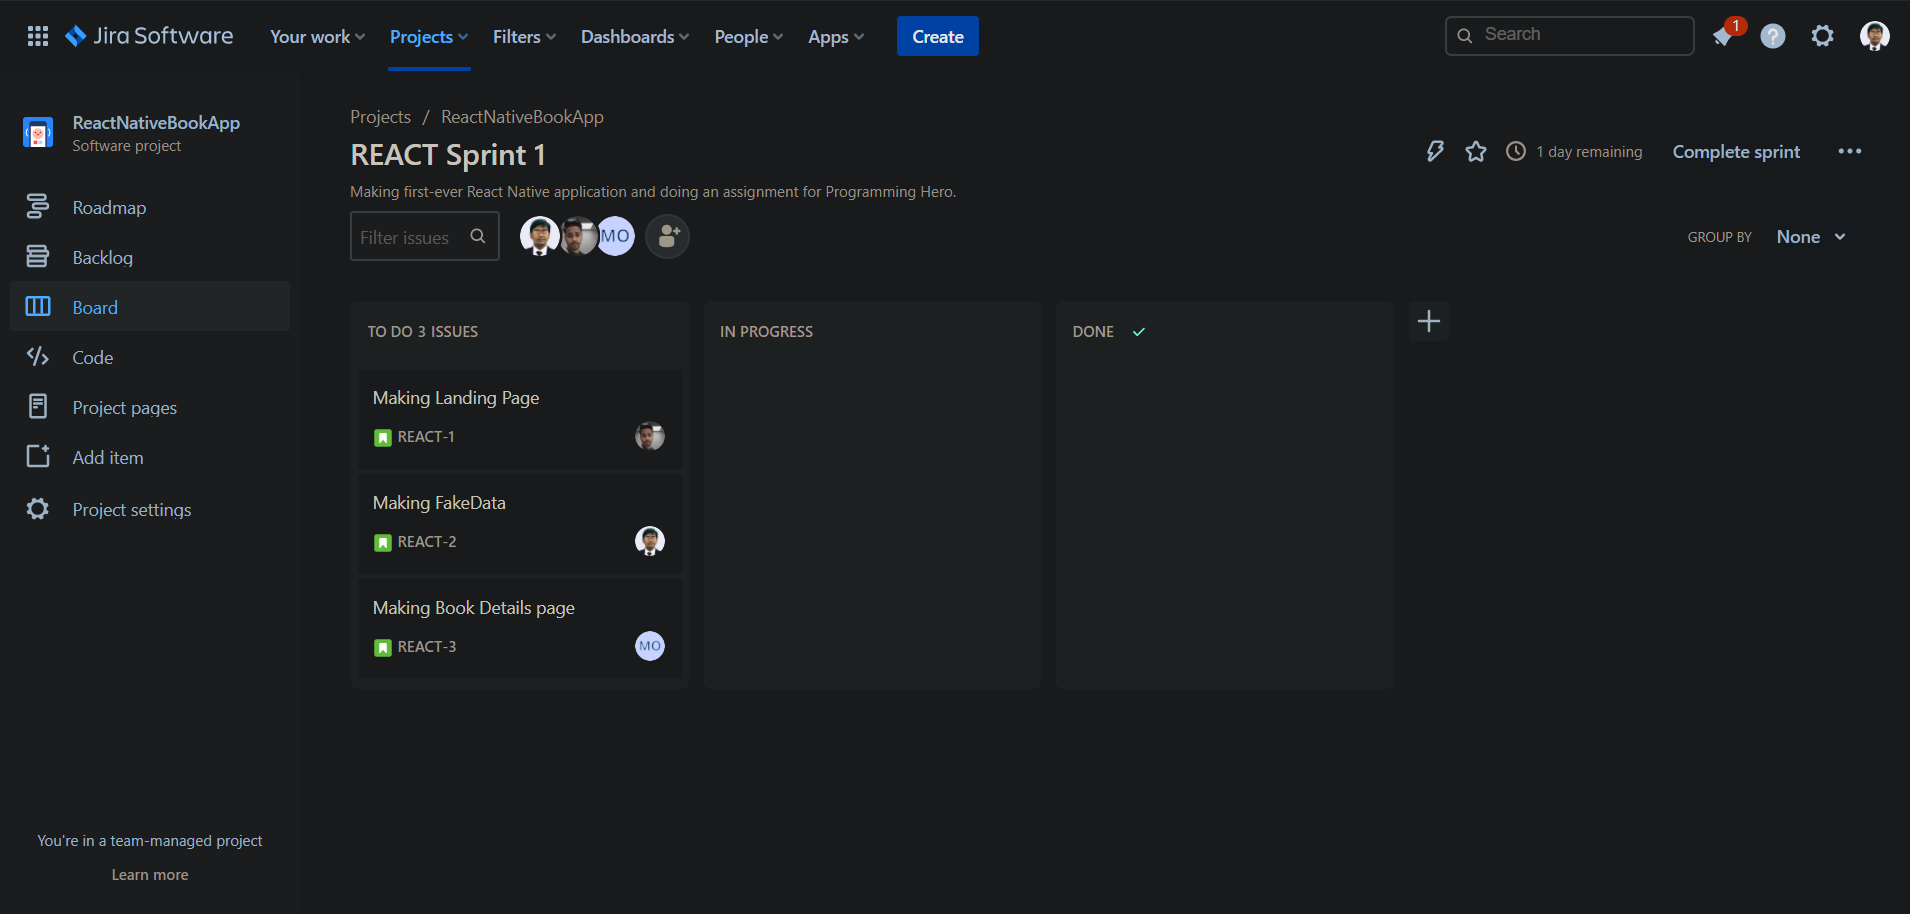 Jira Software
Your work
Projects
Filters
Dashboards
People
Apps
Create
Search
1
ReactNativeBookApp
Software project
Roadmap
Backlog
Board
Code
Project pages
Add item
Project settings
You're in a team-managed project
Learn more
Projects / ReactNativeBookApp
REACT Sprint 1
1 day remaining
Complete sprint
Making first-ever React Native application and doing an assignment for Programming Hero.
Filter issues
MO
GROUP BY
None
TO DO 3 ISSUES
Making Landing Page
REACT-1
Making FakeData
REACT-2
Making Book Details page
REACT-3
MO
IN PROGRESS
DONE